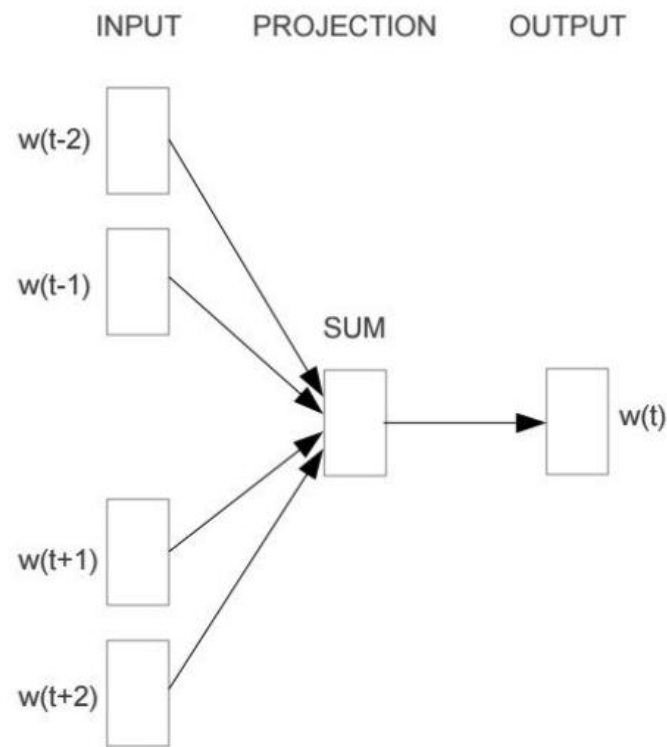 INPUT PROJECTION OUTPUT
w(t-2)
w(t-1)
SUM
w(t)
w(t+1)
w(t+2)